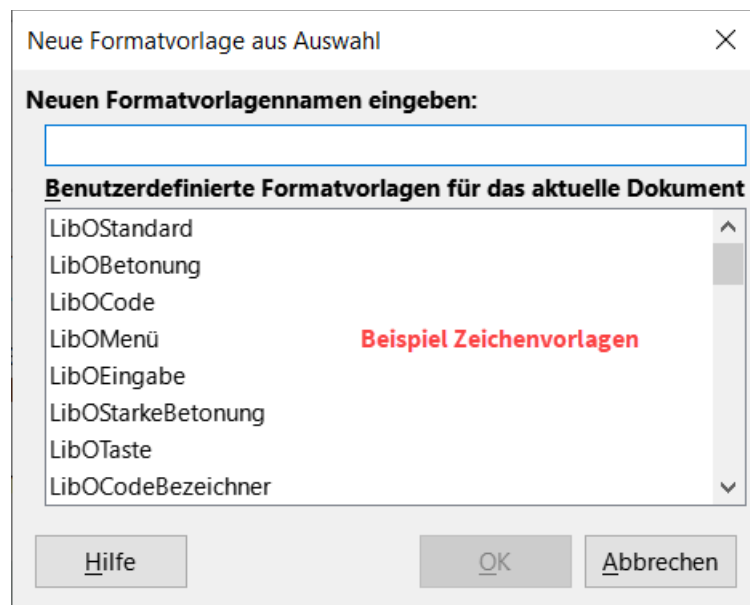 Neue Formatvorlage aus Auswahl
Neuen Formatvorlagennamen eingeben:
Benutzerdefinierte Formatvorlagen für das aktuelle Dokument
LibOStandard
LibOBetonung
LibOCode
LibOMenü Beispiel Zeichenvorlagen
LibOEingabe
LibOStarkeBetonung
LibOTaste
LibOCodeBezeichner
Hilfe OK Abbrechen